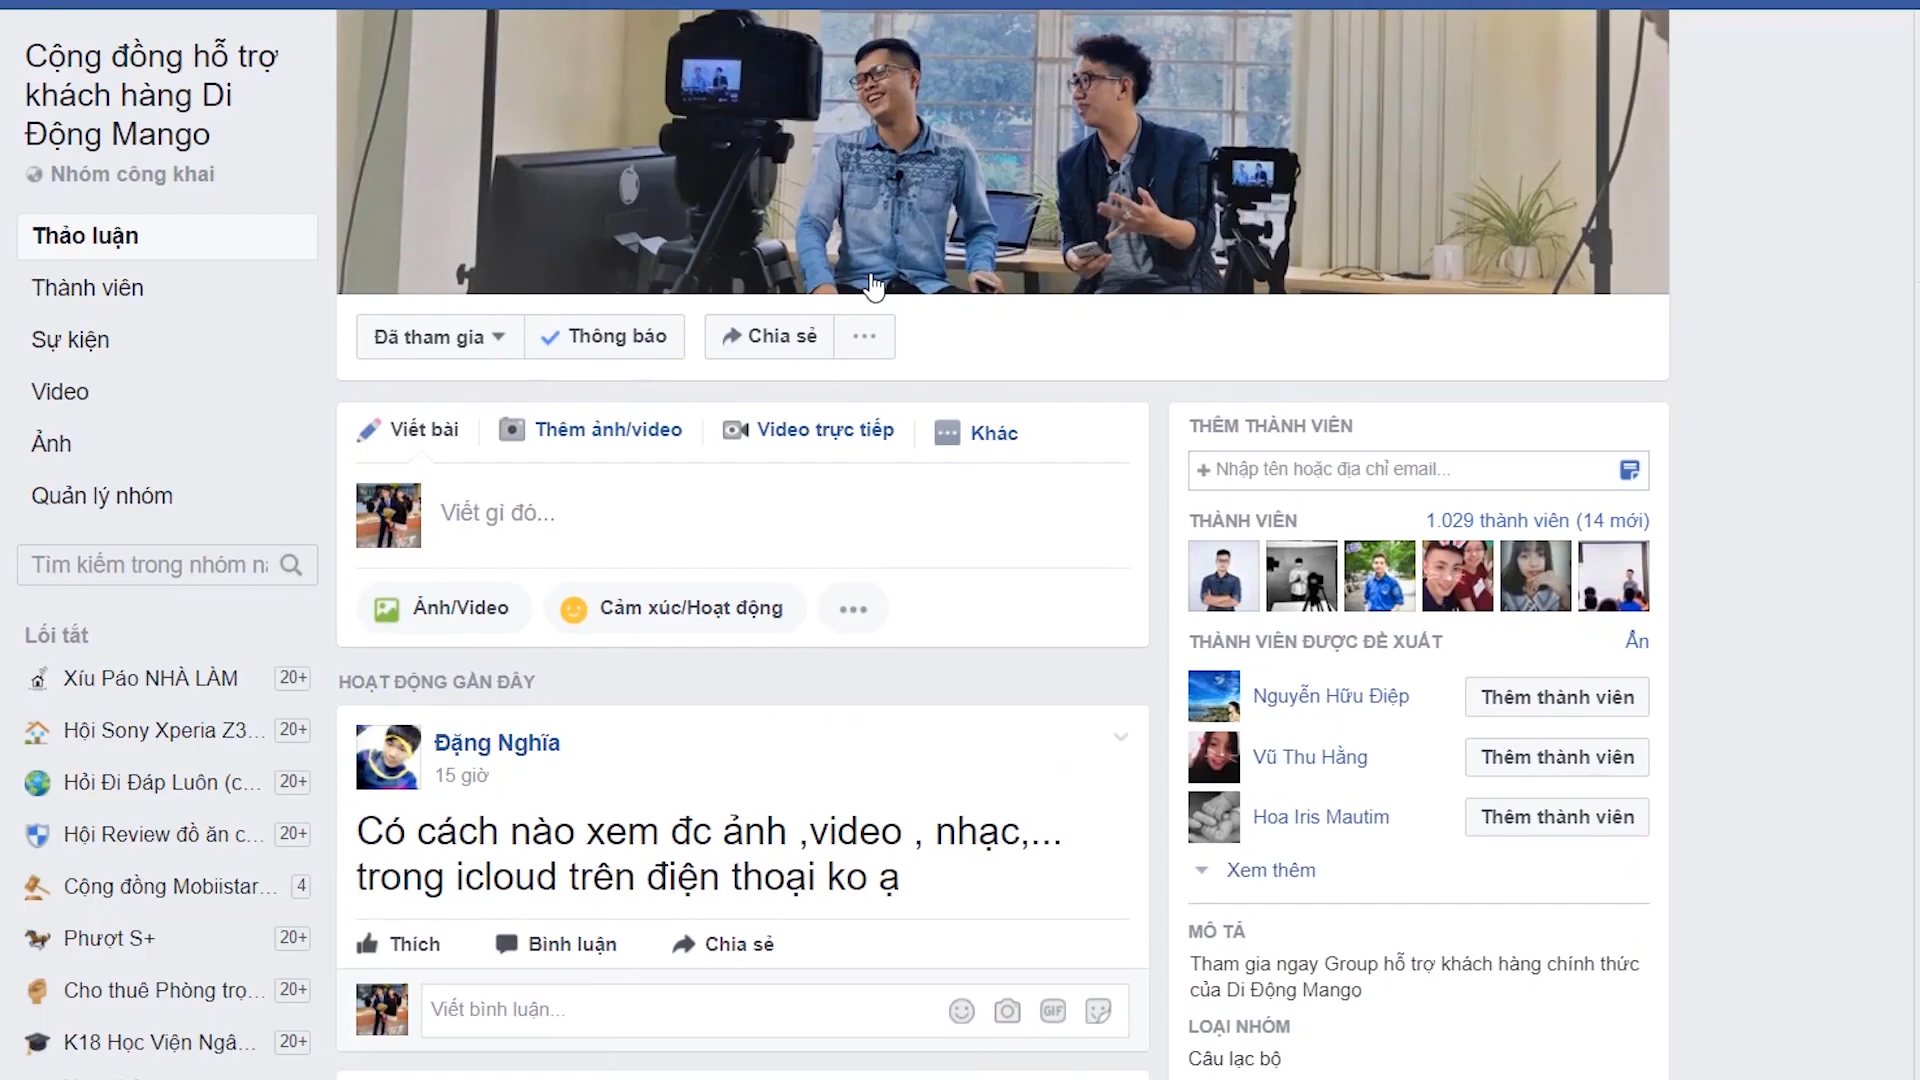 Cộng đồng hỗ trợ
khách hàng Di
Động Mango
Nhóm công khai
Thảo luận
Thành viên
Sự kiện
Video
Ảnh
Quản lý nhóm
Tìm kiếm trong nhóm nà
Lối tắt
Xíu Páo NHÀ LÀM 20+
Hội Sony Xperia Z3... 20+
Hỏi Đi Đáp Luôn (c... 20+
Hội Review đồ ăn c... 20+
Cộng đồng Mobiistar... 4
Phượt S+ 20+
Cho thuê Phòng trọ... 20+
K18 Học Viện Ngâ... 20+
Đã tham gia
Thông báo
Chia sẻ
Viết bài
Thêm ảnh/video
Video trực tiếp
Khác
Viết gì đó...
Ảnh/Video
Cảm xúc/Hoạt động
HOẠT ĐỘNG GẦN ĐÂY
Đặng Nghĩa
15 giờ
Có cách nào xem đc ảnh ,video , nhạc,...
trong icloud trên điện thoại ko ạ
Thích
Bình luận
Chia sẻ
Viết bình luận...
GIF
THÊM THÀNH VIÊN
+ Nhập tên hoặc địa chỉ email...
THÀNH VIÊN
1.029 thành viên (14 mới)
THÀNH VIÊN ĐƯỢC ĐỀ XUẤT
Ẩn
Nguyễn Hữu Điệp
Thêm thành viên
Vũ Thu Hằng
Thêm thành viên
Hoa Iris Mautim
Thêm thành viên
Xem thêm
MÔ TẢ
Tham gia ngay Group hỗ trợ khách hàng chính thức
của Di Động Mango
LOẠI NHÓM
Câu lạc bộ